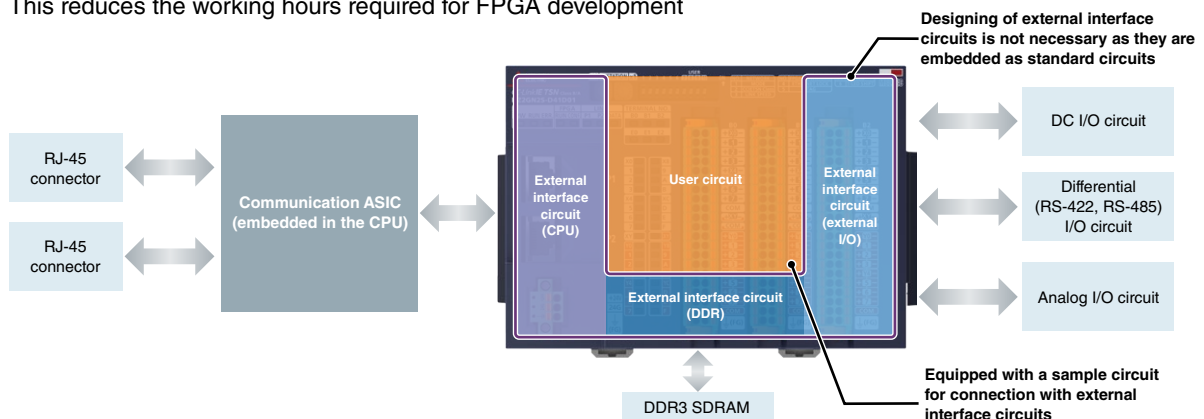 This reduces the working hours required for FPGA development
Designing of external interface
circuits is not necessary as they are
embedded as standard circuits
RJ-45
connector
RJ-45
connector
Communication ASIC
(embedded in the CPU)
External
interface
circuit
(CPU)
USER
User circuit
External
interface
circuit
(external
I/O)
External interface circuit
(DDR)
DC I/O circuit
Differential
(RS-422, RS-485)
I/O circuit
Analog I/O circuit
DDR3 SDRAM
Equipped with a sample circuit
for connection with external
interface circuits